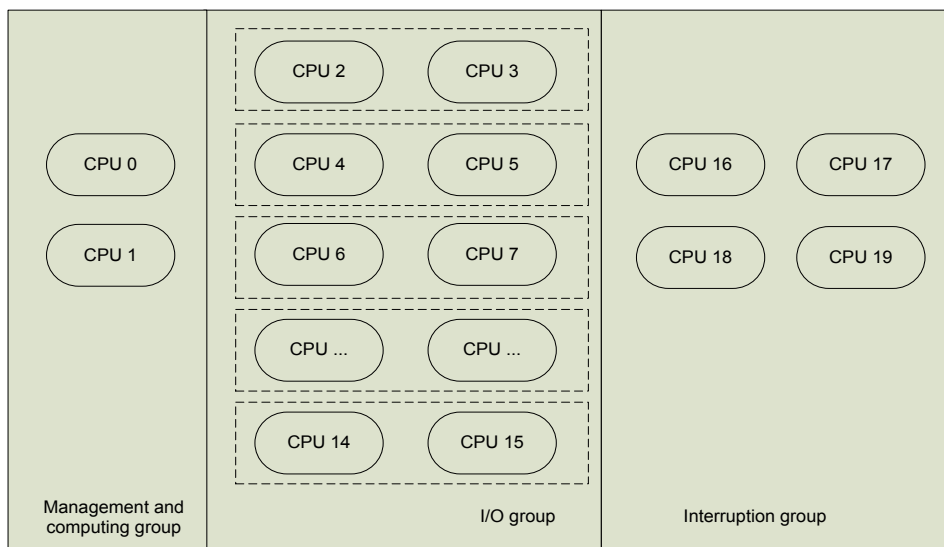 CPU 2 CPU 3
CPU 0 CPU 4 CPU 5 CPU 16 CPU 17
CPU 1 CPU 6 CPU 7 CPU 18 CPU 19
CPU ... CPU ...
CPU 14 CPU 15
Management and
computing group
I/O group
Interruption group